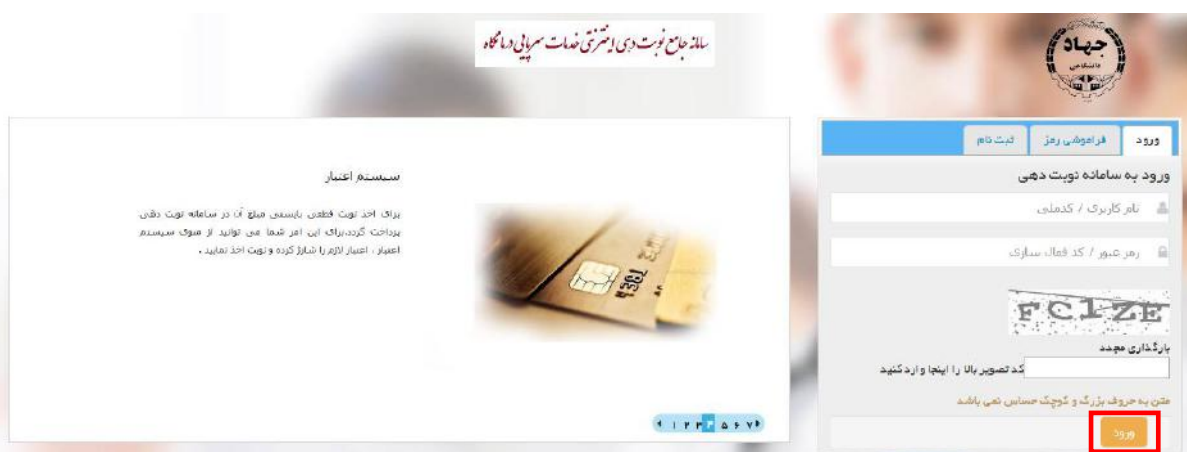 سامانه جامع نوبت دهی اینترنتی خدمات سرپایی درمانگاه
جهاد
دانشگاهی
ورود
فراموشی رمز
ثبت نام
ورود به سامانه نوبت دهی
نام کاربری / کدملی
رمز عبور / کد فعال سازی
FC1ZE
بارگذاری مجدد
کد تصویر بالا را اینجا وارد کنید
متن به حروف بزرگ و کوچک حساس نمی باشد
ورود
سیستم اعتبار
برای اخذ نوبت قطعی بایستی مبلغ آن در سامانه نوبت دهی
پرداخت گردد.برای این امر شما می توانید از منوی سیستم
اعتبار ، اعتبار لازم را شارژ کرده و نوبت اخذ نمایید .
4381
۱ ۲ ۳ ۴ ۵ ۶ ۷